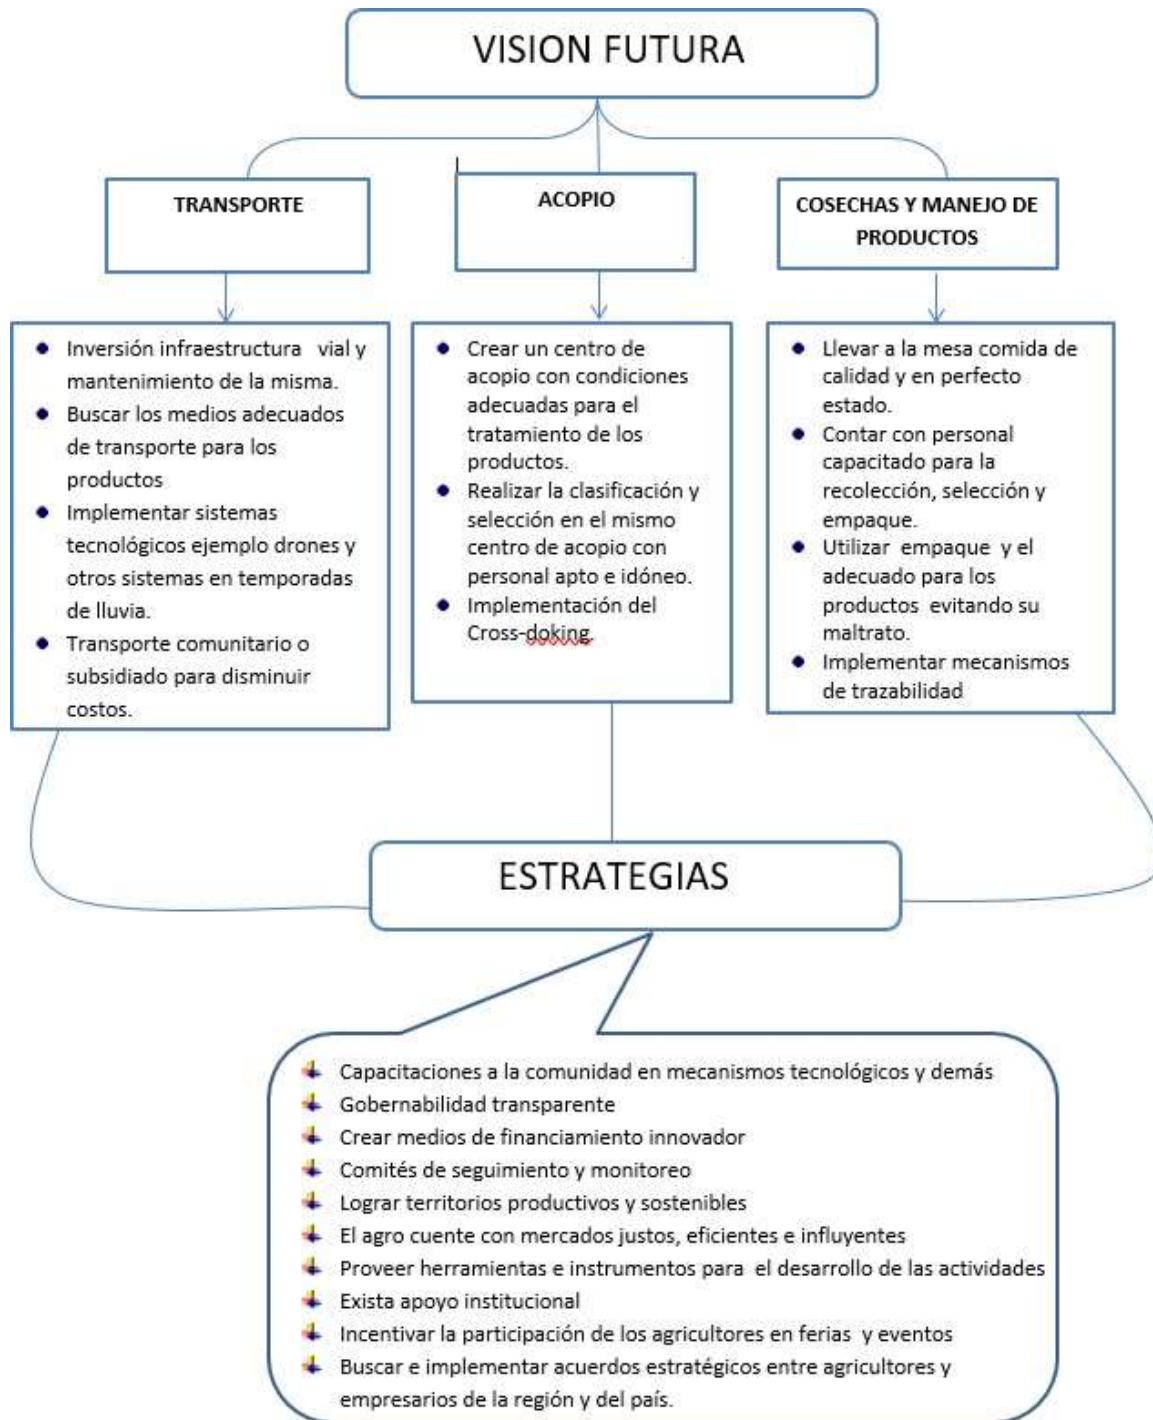 VISION FUTURA
TRANSPORTE
Inversión infraestructura vial y
mantenimiento de la misma.
Buscar los medios adecuados
de transporte para los
productos
Implementar sistemas
tecnológicos ejemplo drones y
otros sistemas en temporadas
de lluvia.
Transporte comunitario o
subsidiado para disminuir
costos.
ACOPIO
Crear un centro de
acopio con condiciones
adecuadas para el
tratamiento de los
productos.
Realizar la clasificación y
selección en el mismo
centro de acopio con
personal apto e idóneo.
Implementación del
Cross-doking.
COSECHAS Y MANEJO DE
PRODUCTOS
Llevar a la mesa comida de
calidad y en perfecto
estado.
Contar con personal
capacitado para la
recolección, selección y
empaque.
Utilizar empaque y el
adecuado para los
productos evitando su
maltrato.
Implementar mecanismos
de trazabilidad
ESTRATEGIAS
Capacitaciones a la comunidad en mecanismos tecnológicos y demás
Gobernabilidad transparente
Crear medios de financiamiento innovador
Comités de seguimiento y monitoreo
Lograr territorios productivos y sostenibles
El agro cuente con mercados justos, eficientes e influyentes
Proveer herramientas e instrumentos para el desarrollo de las actividades
Exista apoyo institucional
Incentivar la participación de los agricultores en ferias y eventos
Buscar e implementar acuerdos estratégicos entre agricultores y
empresarios de la región y del país.